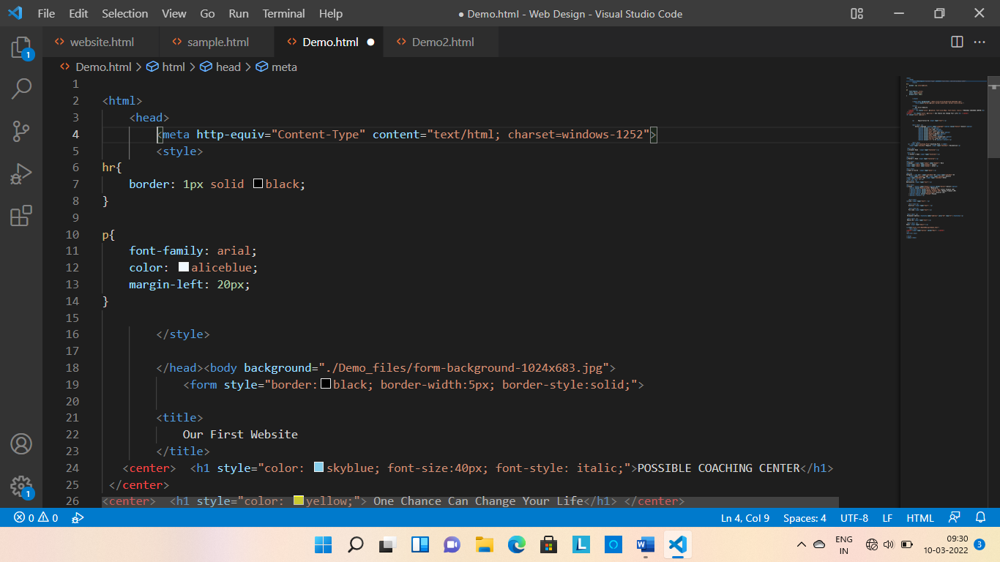 File Edit Selection View Go Run Terminal Help ● Demo.html - Web Design - Visual Studio Code
website.html sample.html Demo.html ● Demo2.html
Demo.html > html > head > meta
1
2 <html>
3 <head>
4 <meta http-equiv="Content-Type" content="text/html; charset=windows-1252">
5 <style>
6 hr{
7 border: 1px solid black;
8 }
9
10 p{
11 font-family: arial;
12 color: aliceblue;
13 margin-left: 20px;
14 }
15
16 </style>
17
18 </head><body background="./Demo_files/form-background-1024x683.jpg">
19 <form style="border:black; border-width:5px; border-style:solid;">
20
21 <title>
22 Our First Website
23 </title>
24 <center> <h1 style="color: skyblue; font-size:40px; font-style: italic;">POSSIBLE COACHING CENTER</h1>
25 </center>
26 <center> <h1 style="color: yellow;"> One Chance Can Change Your Life</h1> </center>
1
1
0 0 Ln 4, Col 9 Spaces: 4 UTF-8 LF HTML
L W
ENG
IN
09:30
10-03-2022
3